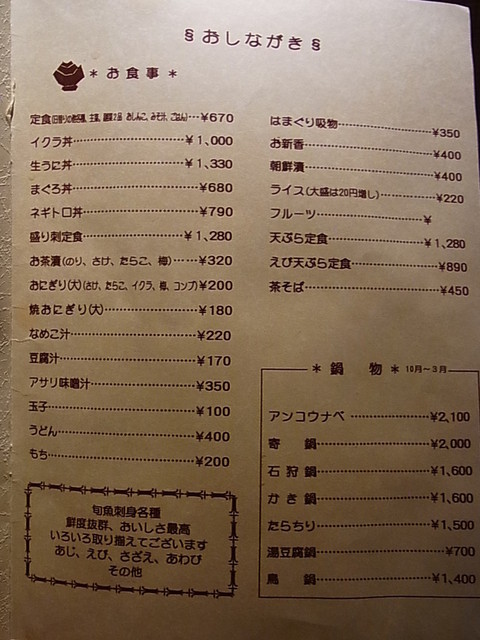 §おしながき§
＊お食事＊
定食(日替りの焼魚、主菜、副菜2品 おしんこ、みそ汁、ごはん)…¥670
イクラ丼…¥1,000
生うに丼…¥1,330
まぐろ丼…¥680
ネギトロ丼…¥790
盛り刺定食…¥1,280
お茶漬(のり、さけ、たらこ、梅)…¥320
おにぎり(大)(さけ、たらこ、イクラ、梅、コンブ)¥200
焼おにぎり(大)…¥180
なめこ汁…¥220
豆腐汁…¥170
アサリ味噌汁…¥350
玉子…¥100
うどん…¥400
もち…¥200
旬魚刺身各種
鮮度抜群、おいしさ最高
いろいろ取り揃えてございます
あじ、えび、さざえ、あわび
その他
はまぐり吸物…¥350
お新香…¥400
朝鮮漬…¥400
ライス(大盛は20円増し)…¥220
フルーツ…¥
天ぷら定食…¥1,280
えび天ぷら定食…¥890
茶そば…¥450
＊鍋 物＊ 10月～3月
アンコウナベ…¥2,100
寄 鍋…¥2,000
石狩鍋…¥1,600
かき鍋…¥1,600
たらちり…¥1,500
湯豆腐鍋…¥700
鳥 鍋…¥1,400